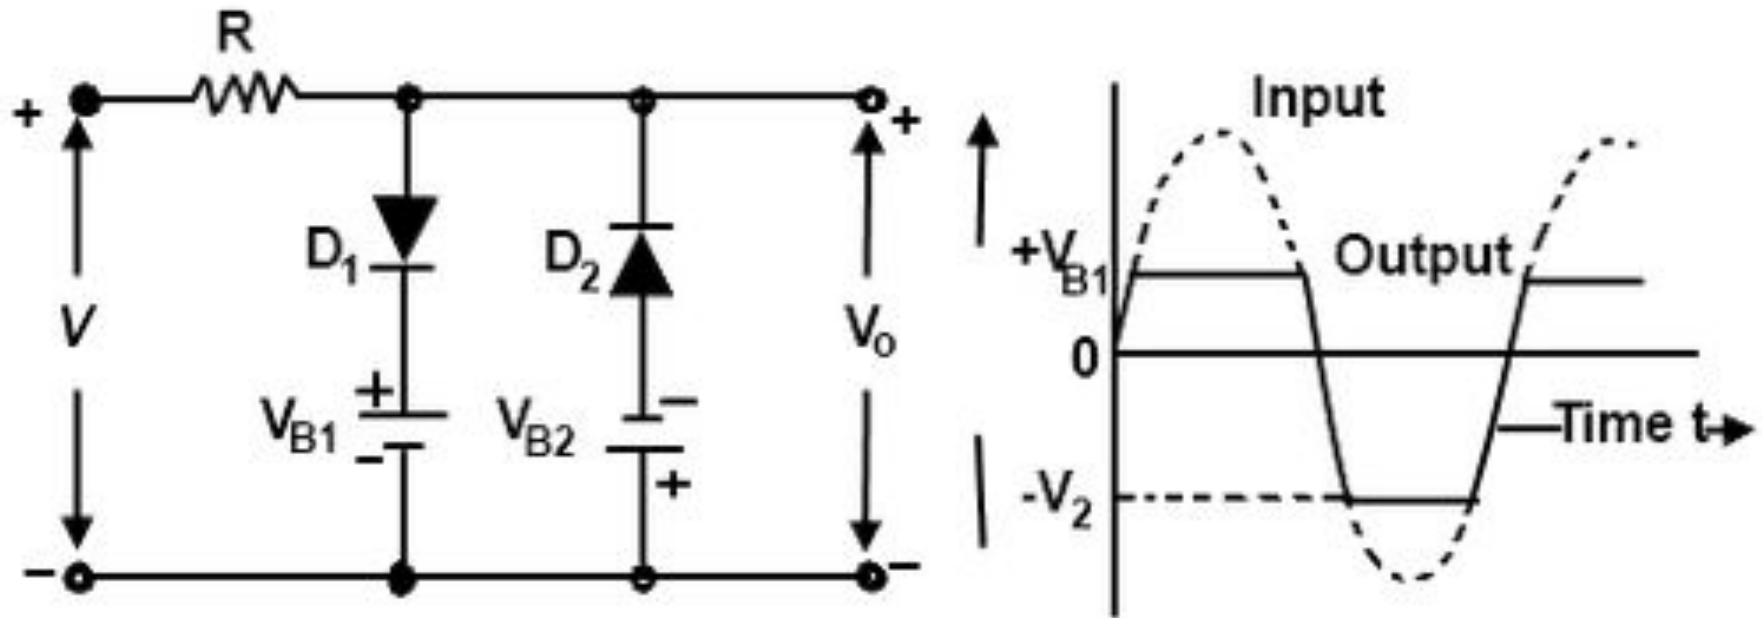 R
+
+
Input
D1
D2
+VB1
Output
V
Vo
0
+
VB1
-
VB2
-
+
Time t
-V2
-
-